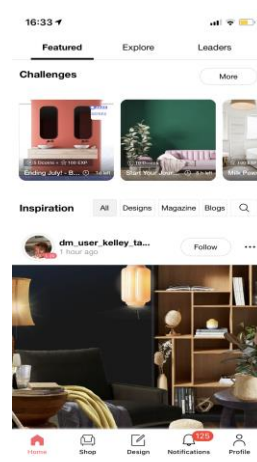 16:33
Featured Explore Leaders
Challenges More
Ending July! - B...
Start Your Jour...
Inspiration All Designs Magazine Blogs
dm_user_kelley_ta... Follow
1 hour ago
125
Home Shop Design Notifications Profile